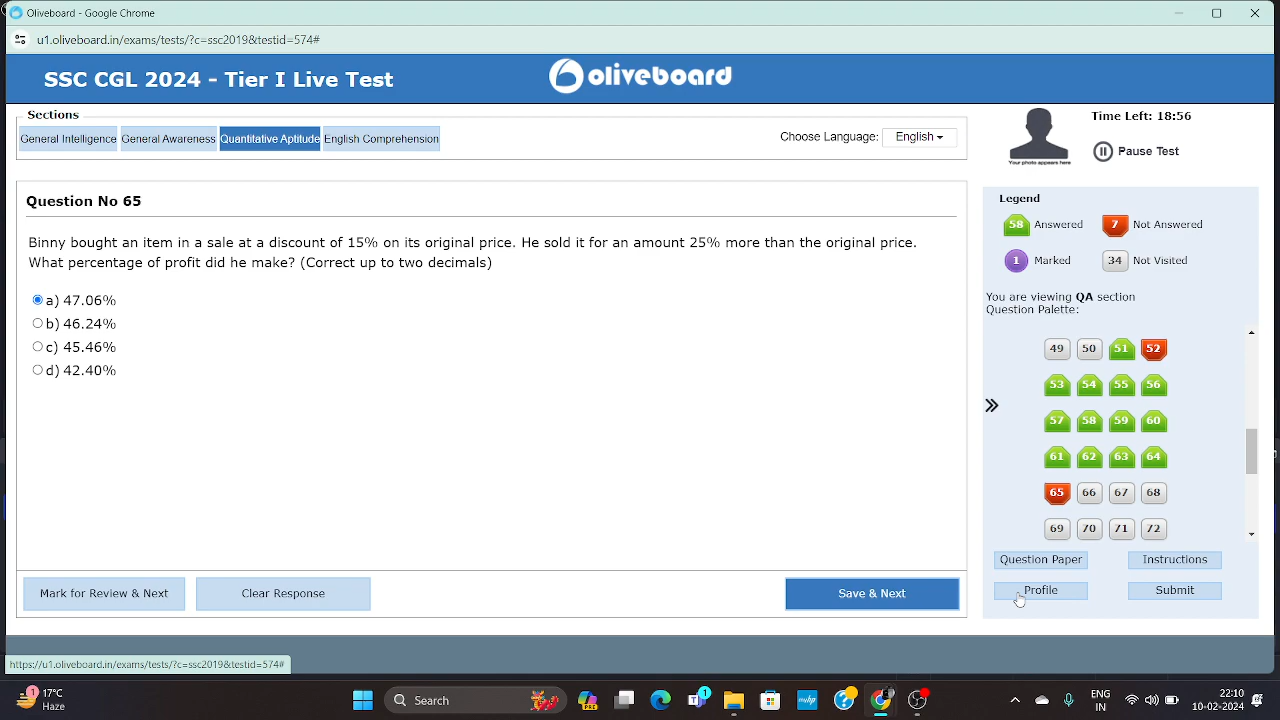 Oliveboard - Google Chrome
u1.oliveboard.in/exams/tests/?c=ssc2019&testid=574#
SSC CGL 2024 - Tier I Live Test
oliveboard
Sections
General Intelligence General Awareness Quantitative Aptitude English Comprehension
Choose Language: English
Your photo appears here
Time Left: 18:56
Pause Test
Question No 65
Binny bought an item in a sale at a discount of 15% on its original price. He sold it for an amount 25% more than the original price.
What percentage of profit did he make? (Correct up to two decimals)
a) 47.06%
b) 46.24%
c) 45.46%
d) 42.40%
Mark for Review & Next
Clear Response
Save & Next
Legend
58 Answered 7 Not Answered
1 Marked 34 Not Visited
You are viewing QA section
Question Palette:
49 50 51 52
53 54 55 56
57 58 59 60
61 62 63 64
65 66 67 68
69 70 71 72
Question Paper Instructions
Profile Submit
https://u1.oliveboard.in/exams/tests/?c=ssc2019&testid=574#
1
17°C
Haze
Search
1
ENG
IN
22:10
10-02-2024